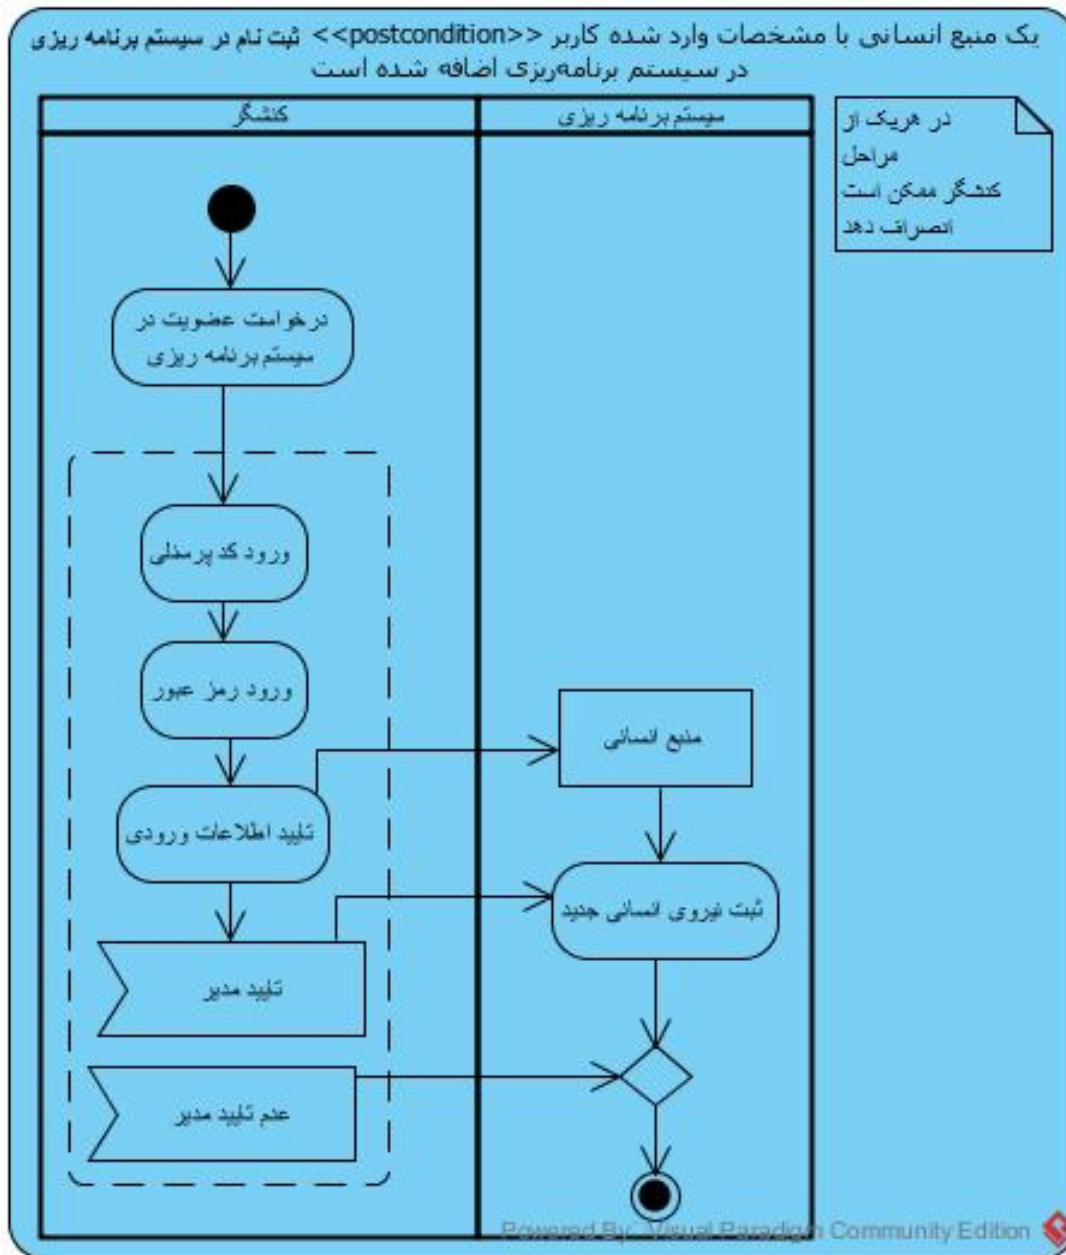 ثبت نام در سیستم برنامه ریزی <<postcondition>> یک منبع انسانی با مشخصات وارد شده کاربر
در سیستم برنامه‌ریزی اضافه شده است
کنشگر
سیستم برنامه ریزی
در هریک از
مراحل
کنشگر ممکن است
انصراف دهد
درخواست عضویت در
سیستم برنامه ریزی
ورود کد پرسنلی
ورود رمز عبور
تایید اطلاعات ورودی
منبع انسانی
ثبت نیروی انسانی جدید
تایید مدیر
عدم تایید مدیر
Powered By Visual Paradigm Community Edition